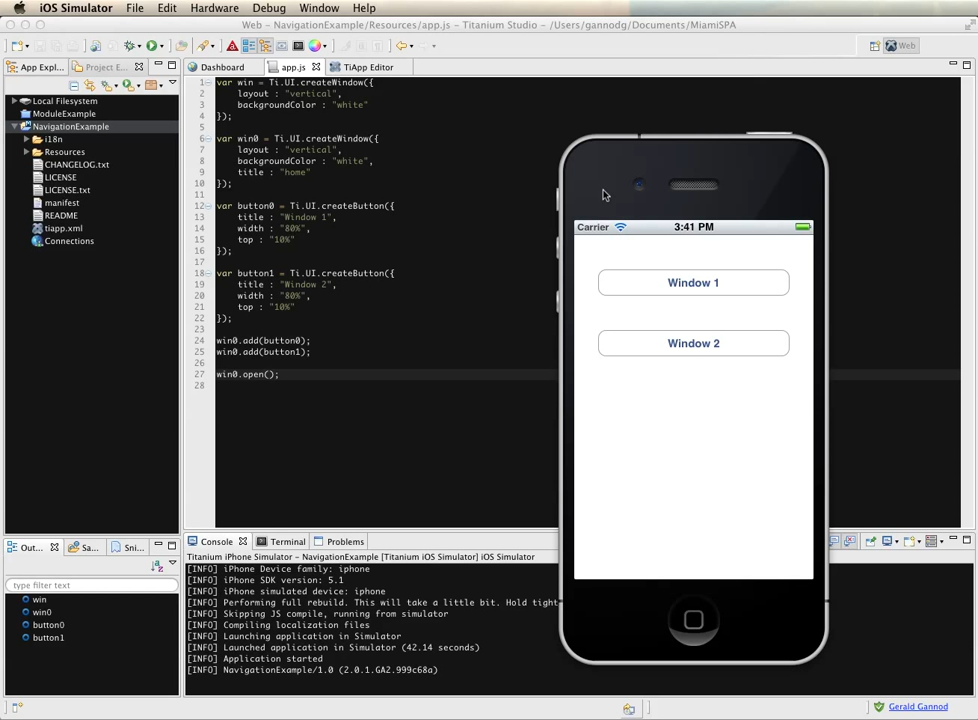 iOS Simulator File Edit Hardware Debug Window Help
Web - NavigationExample/Resources/app.js - Titanium Studio - /Users/gannodg/Documents/MiamiSPA
Web
App Expl... Project E...
Dashboard app.js TiApp Editor
Local Filesystem
ModuleExample
NavigationExample
i18n
Resources
CHANGELOG.txt
LICENSE
LICENSE.txt
manifest
README
tiapp.xml
Connections
1 var win = Ti.UI.createWindow({
2 layout : "vertical",
3 backgroundColor : "white"
4 });
5
6 var win0 = Ti.UI.createWindow({
7 layout : "vertical",
8 backgroundColor : "white",
9 title : "home"
10 });
11
12 var button0 = Ti.UI.createButton({
13 title : "Window 1",
14 width : "80%",
15 top : "10%"
16 });
17
18 var button1 = Ti.UI.createButton({
19 title : "Window 2",
20 width : "80%",
21 top : "10%"
22 });
23
24 win0.add(button0);
25 win0.add(button1);
26
27 win0.open();
28
Carrier 3:41 PM
Window 1
Window 2
Out... Sa... Sni...
type filter text
win
win0
button0
button1
Console Terminal Problems
Titanium iPhone Simulator - NavigationExample [Titanium iOS Simulator] iOS Simulator
[INFO] iPhone Device family: iphone
[INFO] iPhone SDK version: 5.1
[INFO] iPhone simulated device: iphone
[INFO] Performing full rebuild. This will take a little bit. Hold tight
[INFO] Skipping JS compile, running from simulator
[INFO] Compiling localization files
[INFO] Launching application in Simulator
[INFO] Launched application in Simulator (42.14 seconds)
[INFO] Application started
[INFO] NavigationExample/1.0 (2.0.1.GA2.999c68a)
Gerald Gannod